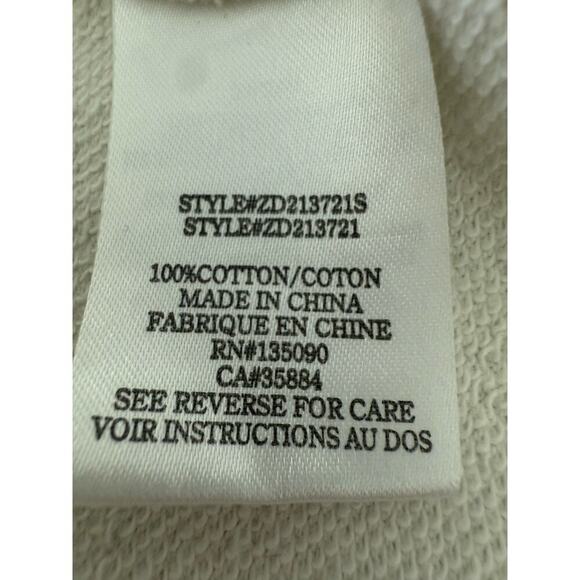 STYLE#ZD213721S
STYLE#ZD213721
100%COTTON/COTON
MADE IN CHINA
FABRIQUE EN CHINE
RN#135090
CA#35884
SEE REVERSE FOR CARE
VOIR INSTRUCTIONS AU DOS